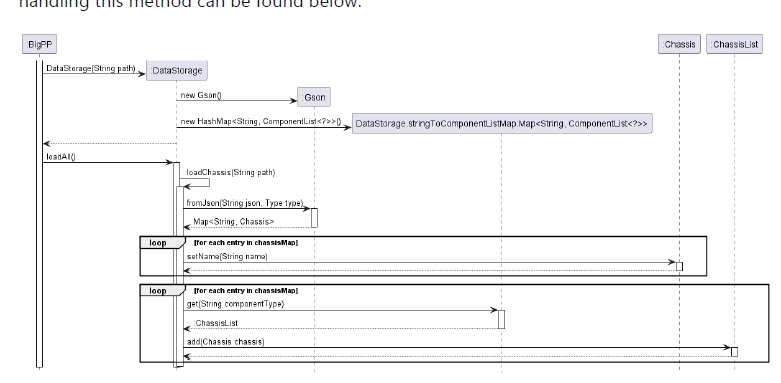 handling this method can be found below.
:BigPP
:Chassis
:ChassisList
DataStorage(String path)
:DataStorage
new Gson()
:Gson
new HashMap<String, ComponentList<?>>()
DataStorage.stringToComponentListMap:Map<String, ComponentList<?>>
loadAll()
loadChassis(String path)
fromJson(String json, Type type)
Map<String, Chassis>
loop
[for each entry in chassisMap]
setName(String name)
loop
[for each entry in chassisMap]
get(String componentType)
:ChassisList
add(Chassis chassis)